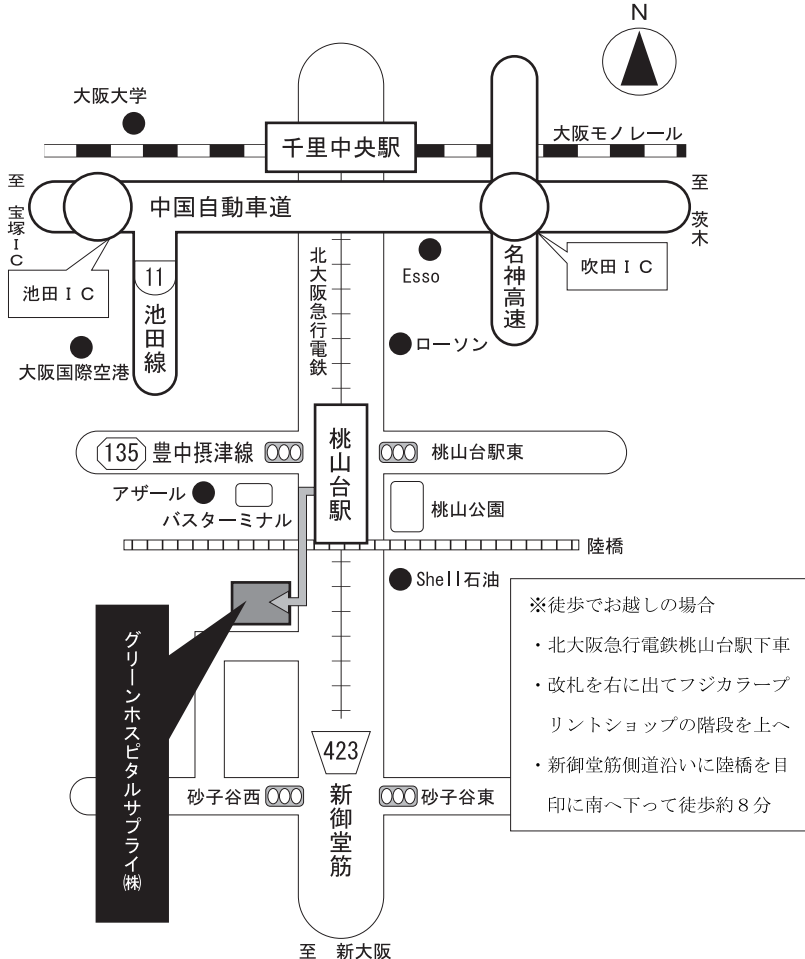 N
大阪大学
大阪モノレール
千里中央駅
至 宝塚IC
中国自動車道
至 茨木
池田IC
11
池田線
北大阪急行電鉄
Esso
名神高速
吹田IC
大阪国際空港
ローソン
135
豊中摂津線
桃山台駅
桃山台駅東
アザール
バスターミナル
桃山公園
陸橋
Shell石油
グリーンホスピタルサプライ㈱
※徒歩でお越しの場合
・北大阪急行電鉄桃山台駅下車
・改札を右に出てフジカラープ
リントショップの階段を上へ
・新御堂筋側道沿いに陸橋を目
印に南へ下って徒歩約8分
423
新御堂筋
砂子谷西
砂子谷東
至 新大阪